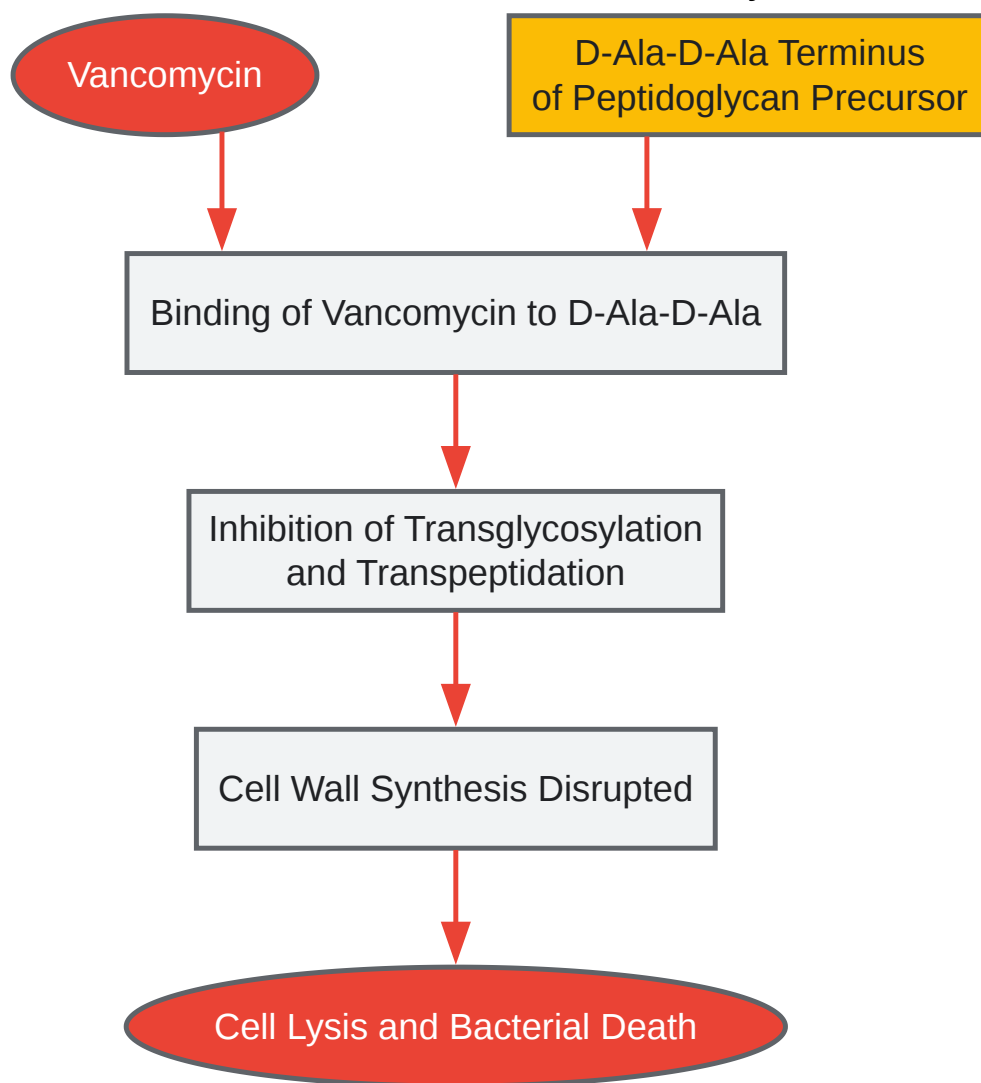 Vancomycin
D-Ala-D-Ala Terminus
of Peptidoglycan Precursor
Binding of Vancomycin to D-Ala-D-Ala
Inhibition of Transglycosylation
and Transpeptidation
Cell Wall Synthesis Disrupted
Cell Lysis and Bacterial Death